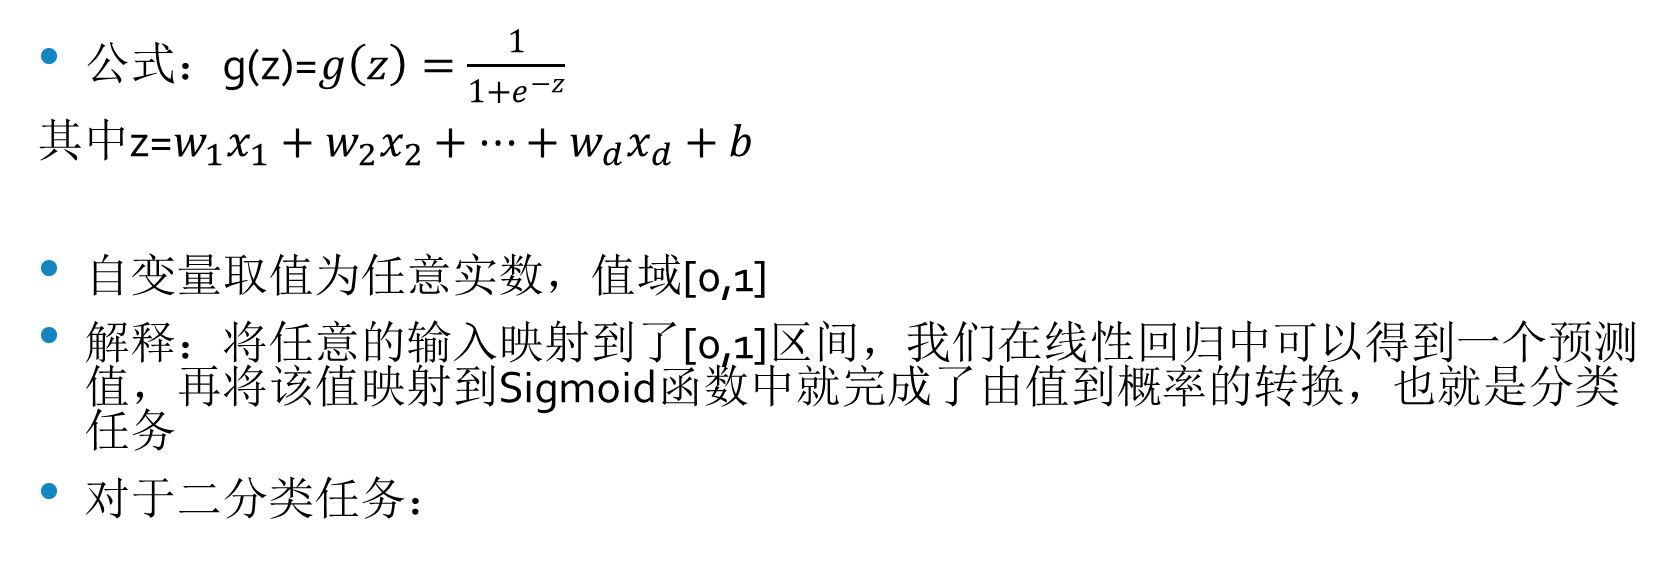 • 公式：g(z)=$g(z) = \frac{1}{1+e^{-z}}$
其中z=$w_1x_1 + w_2x_2 + \cdots + w_dx_d + b$
• 自变量取值为任意实数，值域[0,1]
• 解释：将任意的输入映射到了[0,1]区间，我们在线性回归中可以得到一个预测
值，再将该值映射到Sigmoid函数中就完成了由值到概率的转换，也就是分类
任务
• 对于二分类任务：